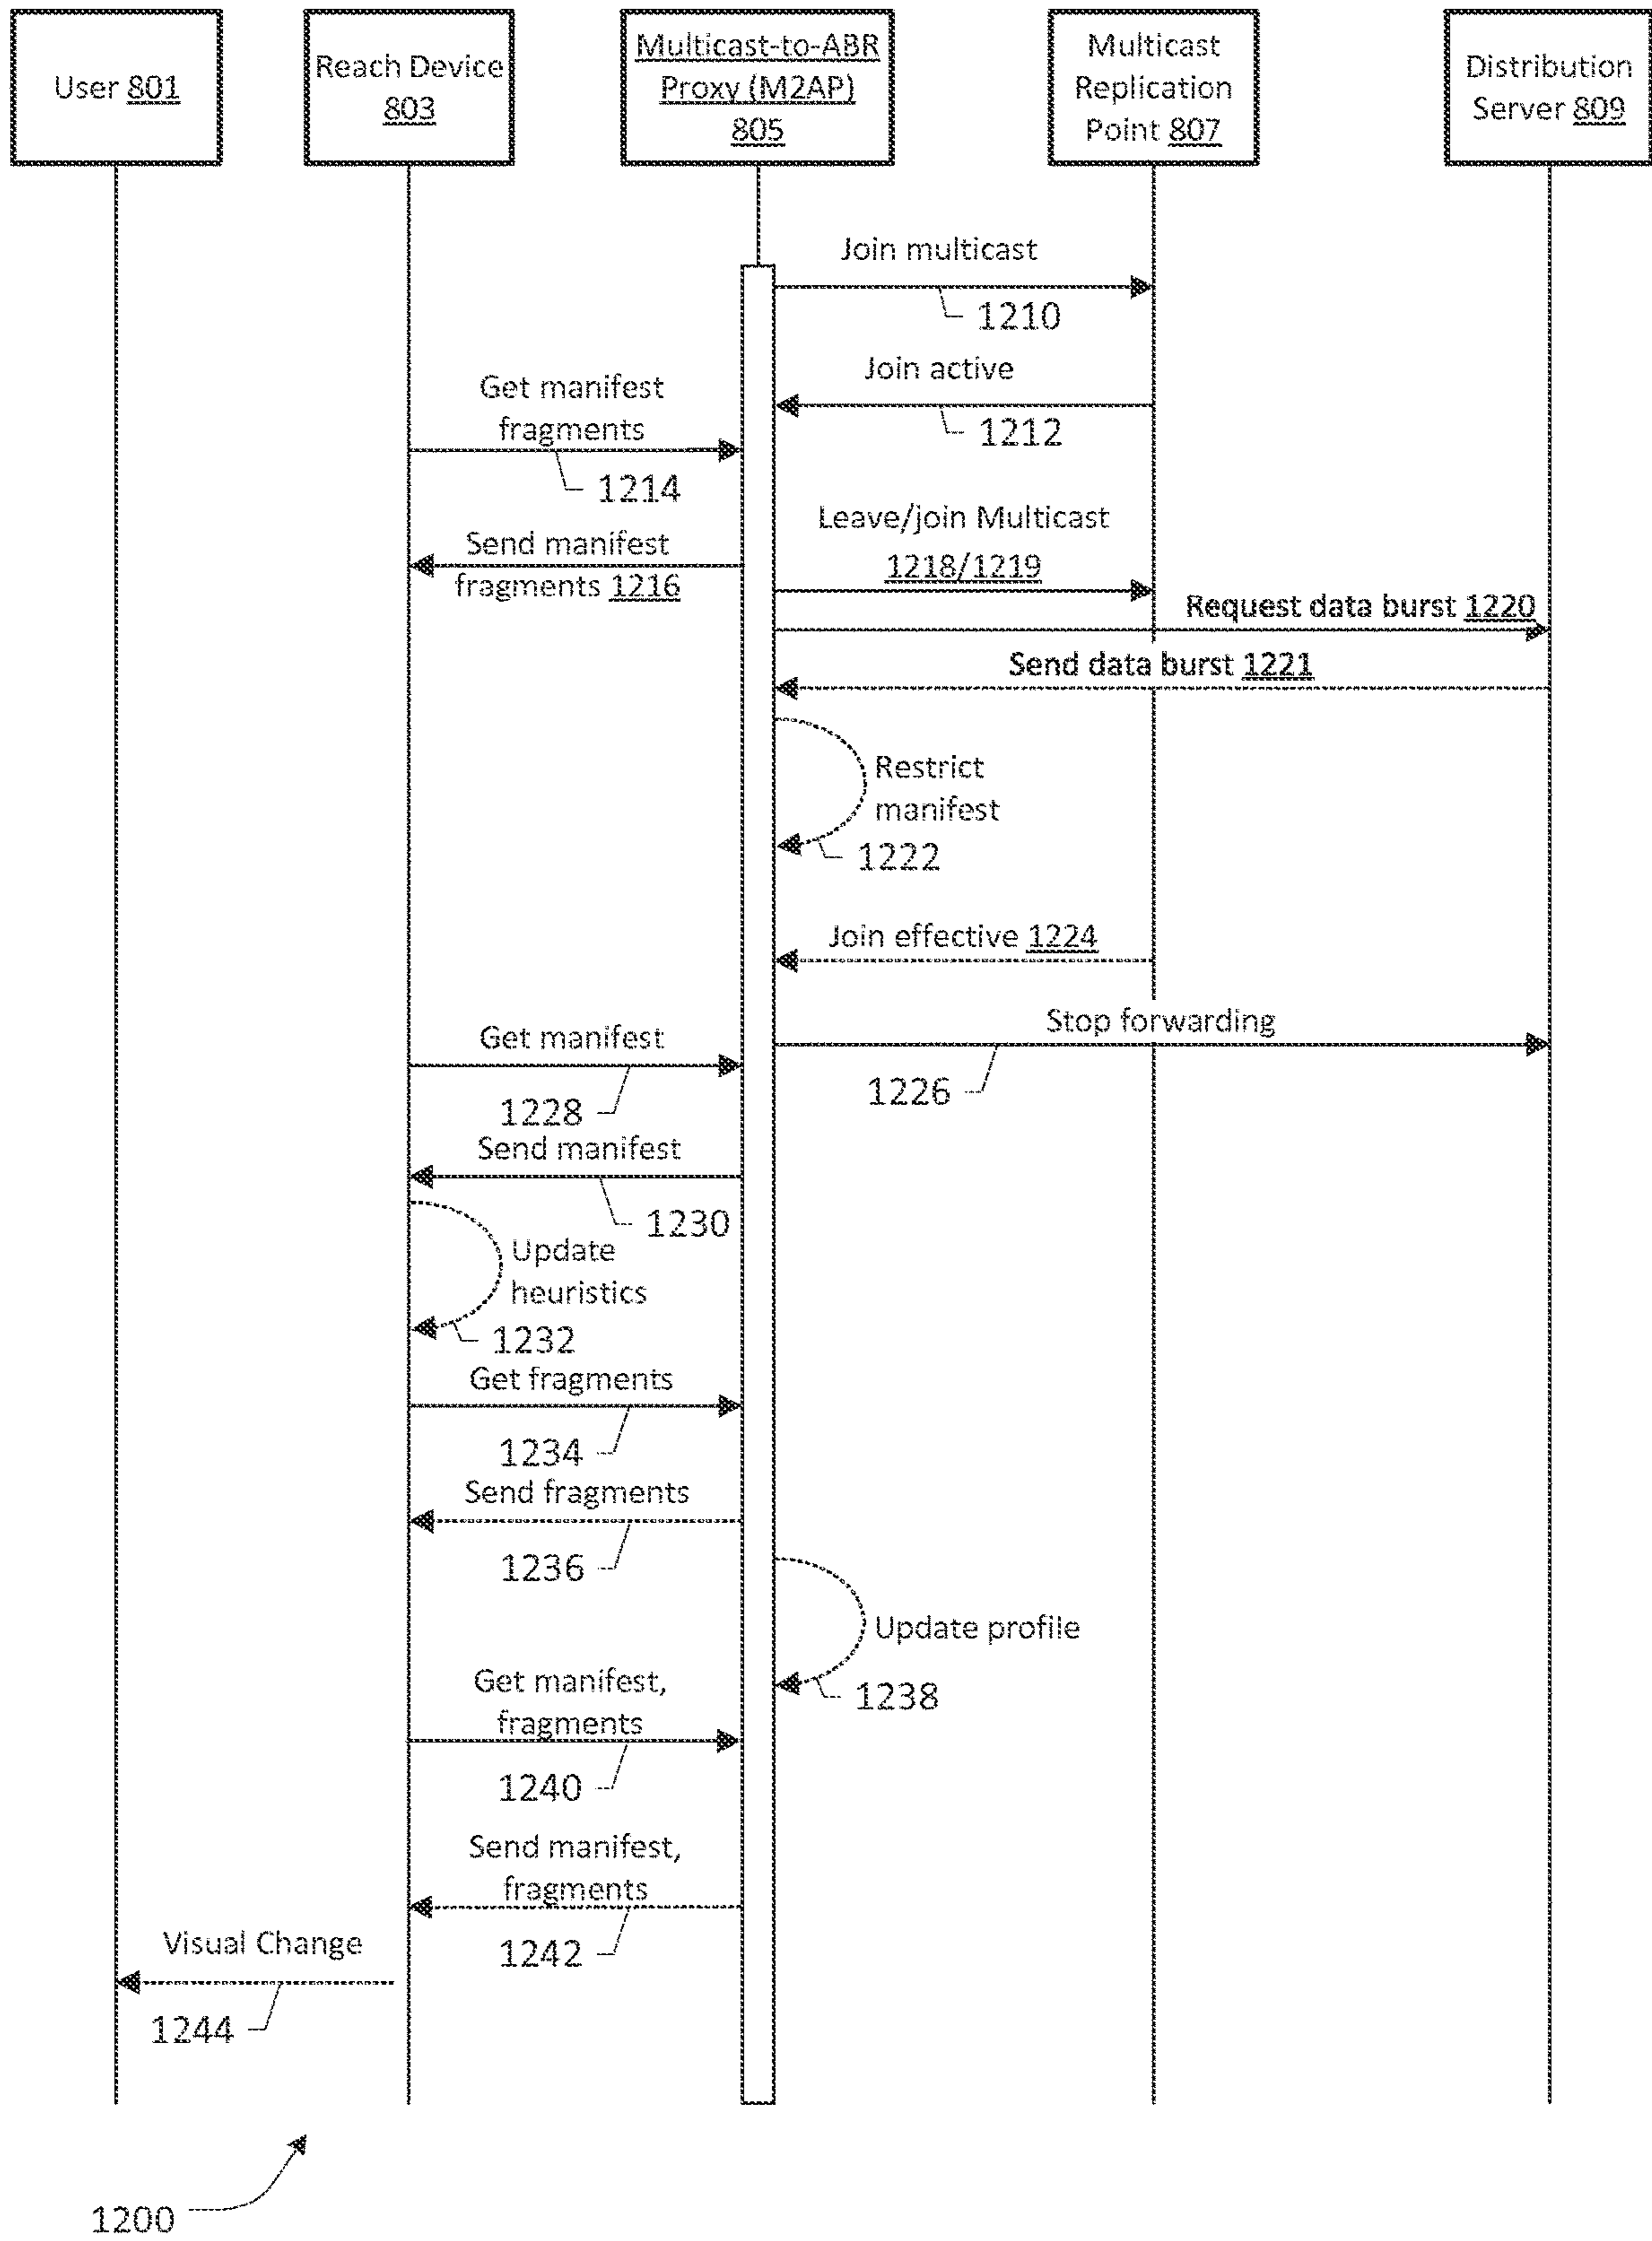 User 801
Reach Device
803
Multicast-to-ABR
Proxy (M2AP)
805
Multicast
Replication
Point 807
Distribution
Server 809
Join multicast
1210
Join active
1212
Get manifest
fragments
1214
Leave/join Multicast
1218/1219
Send manifest
fragments 1216
Request data burst 1220
Send data burst 1221
Restrict
manifest
1222
Join effective 1224
Stop forwarding
1226
Get manifest
1228
Send manifest
1230
Update
heuristics
1232
Get fragments
1234
Send fragments
1236
Update profile
1238
Get manifest,
fragments
1240
Send manifest,
fragments
1242
Visual Change
1244
1200